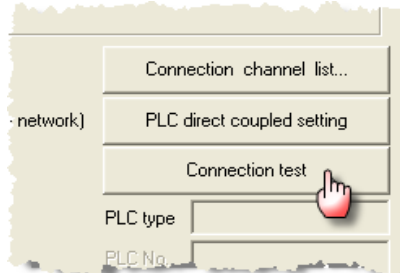 Connection channel list...
network)
PLC direct coupled setting
Connection test
PLC type
PLC No.